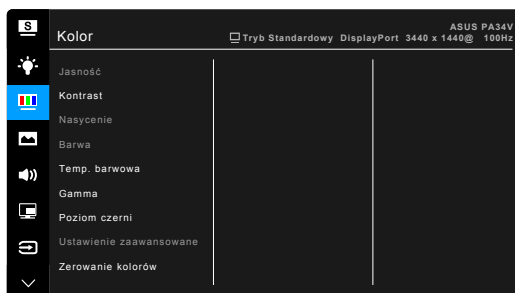 S
Kolor
Tryb Standardowy DisplayPort 3440 x 1440@ 100Hz
ASUS PA34V
Jasność
Kontrast
Nasycenie
Barwa
Temp. barwowa
Gamma
Poziom czerni
Ustawienie zaawansowane
Zerowanie kolorów